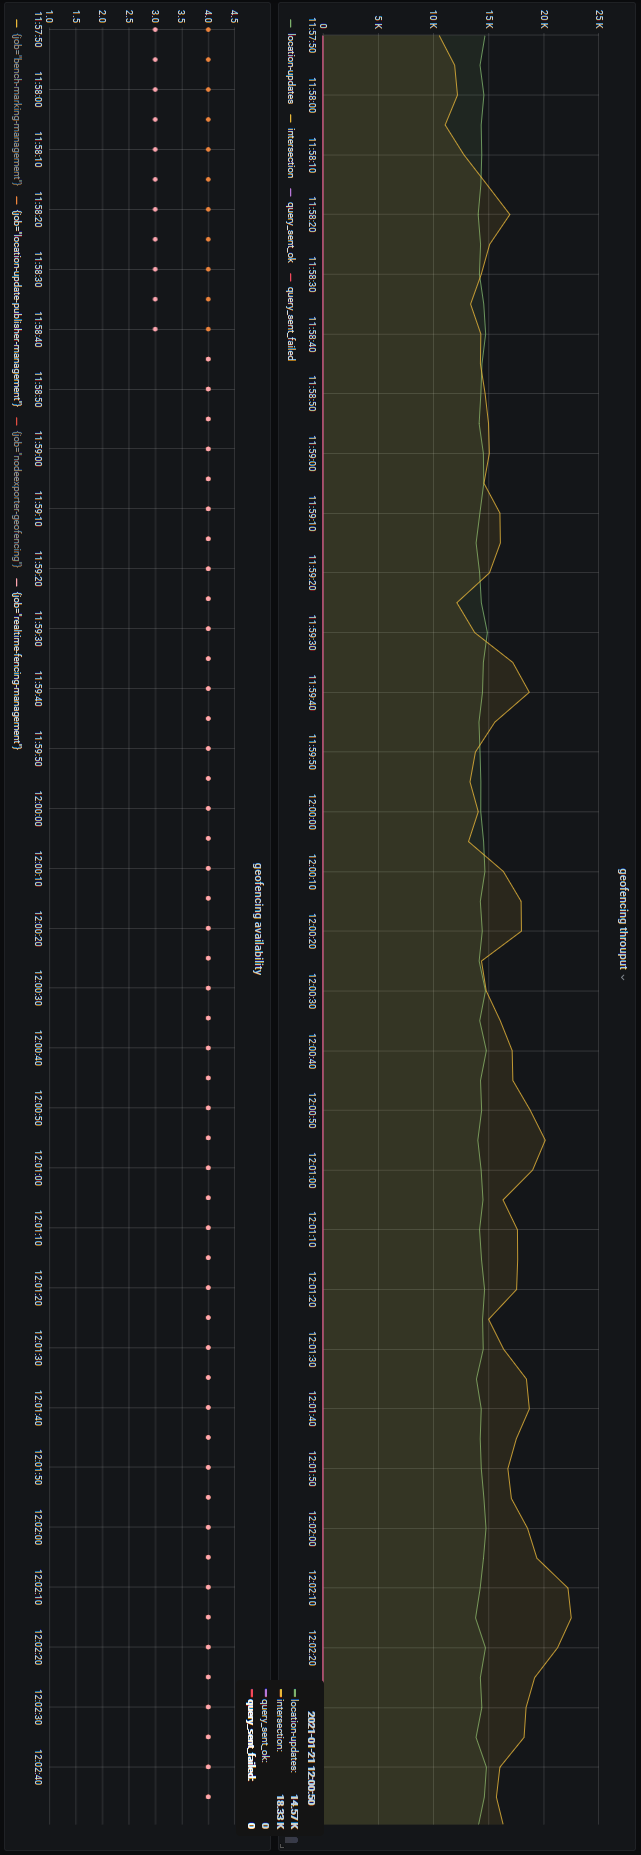 geofencing throuput
25 K
20 K
15 K
10 K
5 K
0
11:57:50 11:58:00 11:58:10 11:58:20 11:58:30 11:58:40 11:58:50 11:59:00 11:59:10 11:59:20 11:59:30 11:59:40 11:59:50 12:00:00 12:00:10 12:00:20 12:00:30 12:00:40 12:00:50 12:01:00 12:01:10 12:01:20 12:01:30 12:01:40 12:01:50 12:02:00 12:02:10 12:02:20
location-updates intersection query_sent_ok query_sent_failed
2021-01-21 12:00:50
location-updates: 14.57 K
intersection: 18.33 K
query_sent_ok: 0
query_sent_failed: 0
geofencing availability
4.5
4.0
3.5
3.0
2.5
2.0
1.5
1.0
11:57:50 11:58:00 11:58:10 11:58:20 11:58:30 11:58:40 11:58:50 11:59:00 11:59:10 11:59:20 11:59:30 11:59:40 11:59:50 12:00:00 12:00:10 12:00:20 12:00:30 12:00:40 12:00:50 12:01:00 12:01:10 12:01:20 12:01:30 12:01:40 12:01:50 12:02:00 12:02:10 12:02:20 12:02:30 12:02:40
{job="bench-marking-management"} {job="location-update-publisher-management"} {job="nodeexporter-geofencing"} {job="realtime-fencing-management"}